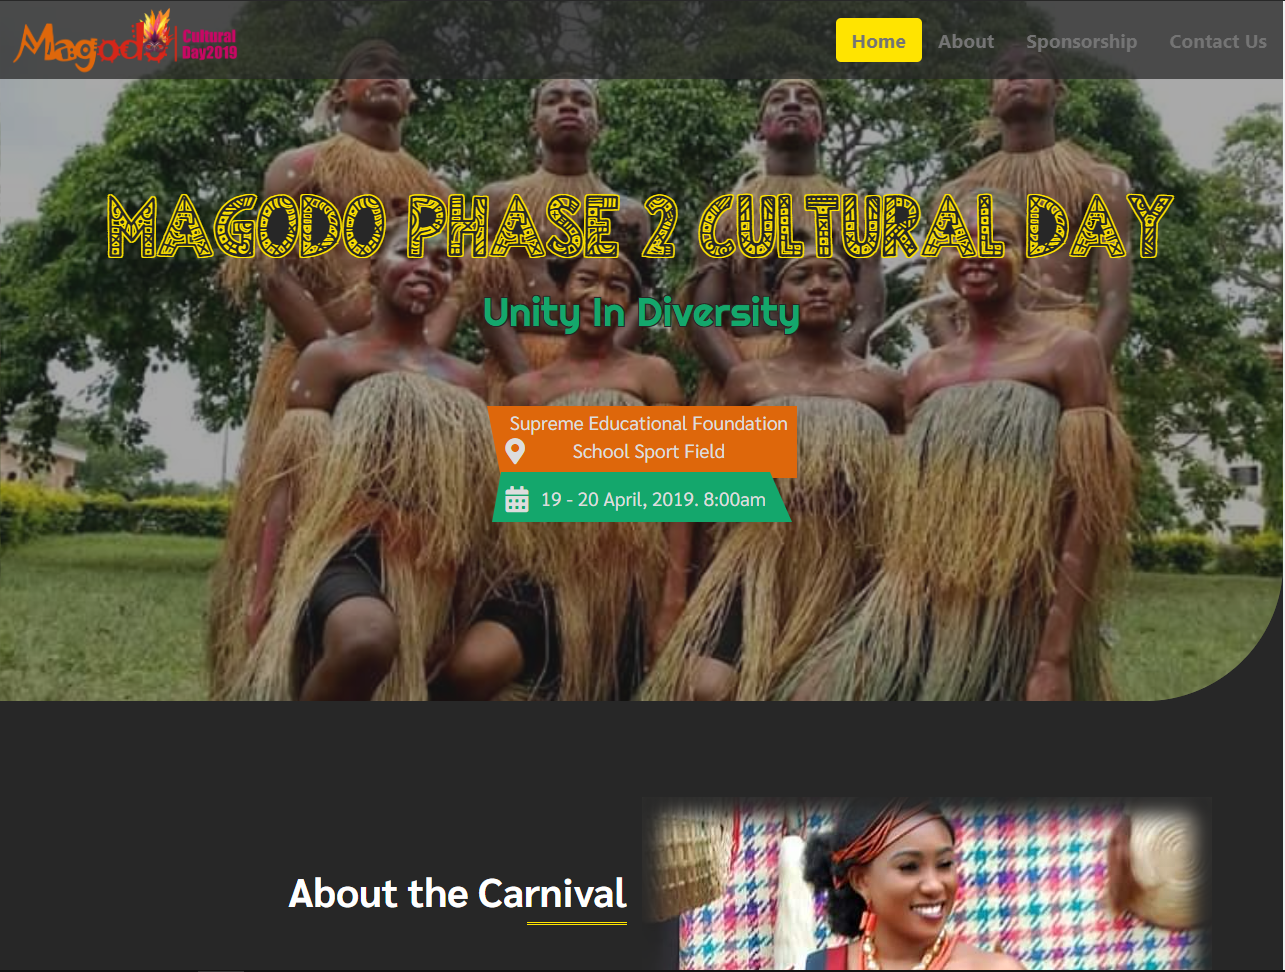 Magodo
Cultural
Day2019
Home
About
Sponsorship
Contact Us
MAGODO PHASE 2 CULTURAL DAY
Unity In Diversity
Supreme Educational Foundation
School Sport Field
19 - 20 April, 2019. 8:00am
About the Carnival